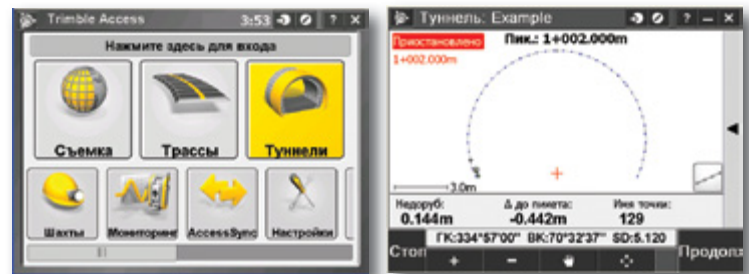 Trimble Access 3:53 ? ×
Нажмите здесь для входа
Съемка Трассы Туннели
Шахты Мониторинг AccessSync Настройки
Туннель: Example ? – ×
Приостановлено Пик.: 1+002.000m
1+002.000m
3.0m
Недоруб: Δ до пикета: Имя точки:
0.144m -0.442m 129
ГК:334°57'00" ВК:70°32'37" SD:5.120
Стоп + – Продолж